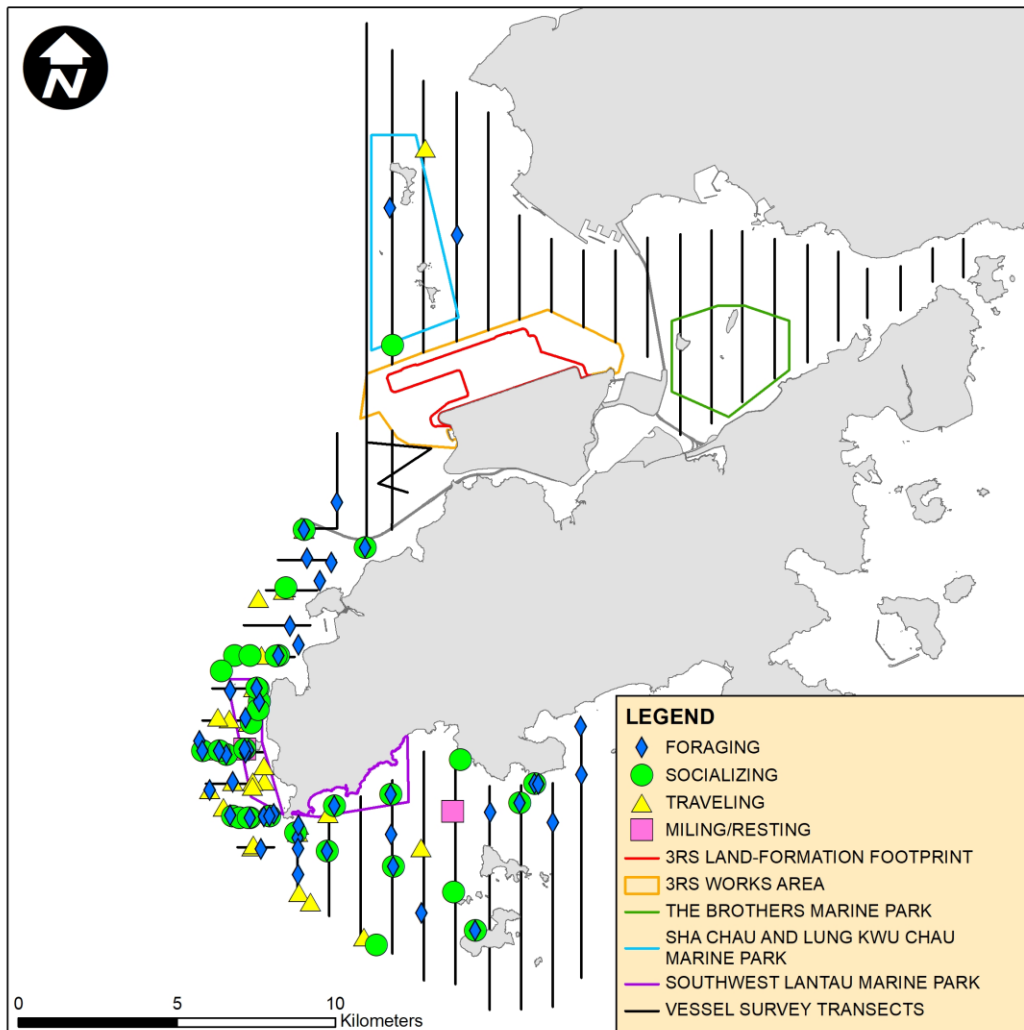 N
LEGEND
FORAGING
SOCIALIZING
TRAVELING
MILING/RESTING
3RS LAND-FORMATION FOOTPRINT
3RS WORKS AREA
THE BROTHERS MARINE PARK
SHA CHAU AND LUNG KWU CHAU
MARINE PARK
SOUTHWEST LANTAU MARINE PARK
VESSEL SURVEY TRANSECTS
0 5 10
Kilometers